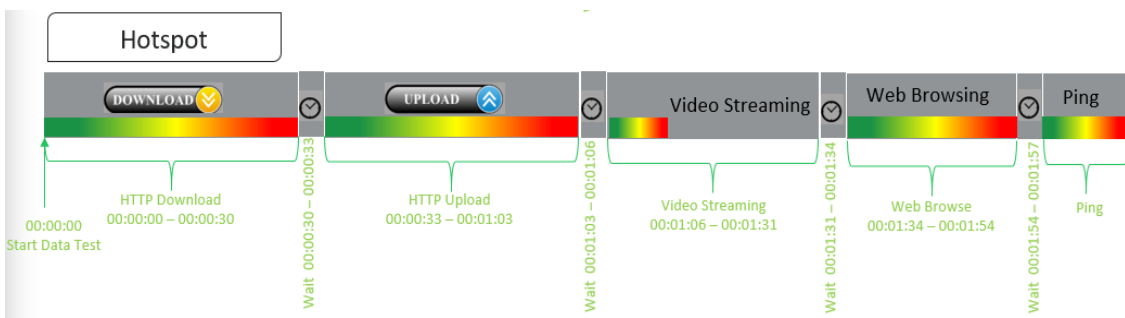 Hotspot
DOWNLOAD
UPLOAD
Video Streaming
Web Browsing
Ping
00:00:00
Start Data Test
HTTP Download
00:00:00 – 00:00:30
Wait 00:00:30 – 00:00:33
HTTP Upload
00:00:33 – 00:01:03
Wait 00:01:03 – 00:01:06
Video Streaming
00:01:06 – 00:01:31
Wait 00:01:31 – 00:01:34
Web Browse
00:01:34 – 00:01:54
Wait 00:01:54 – 00:01:57
Ping